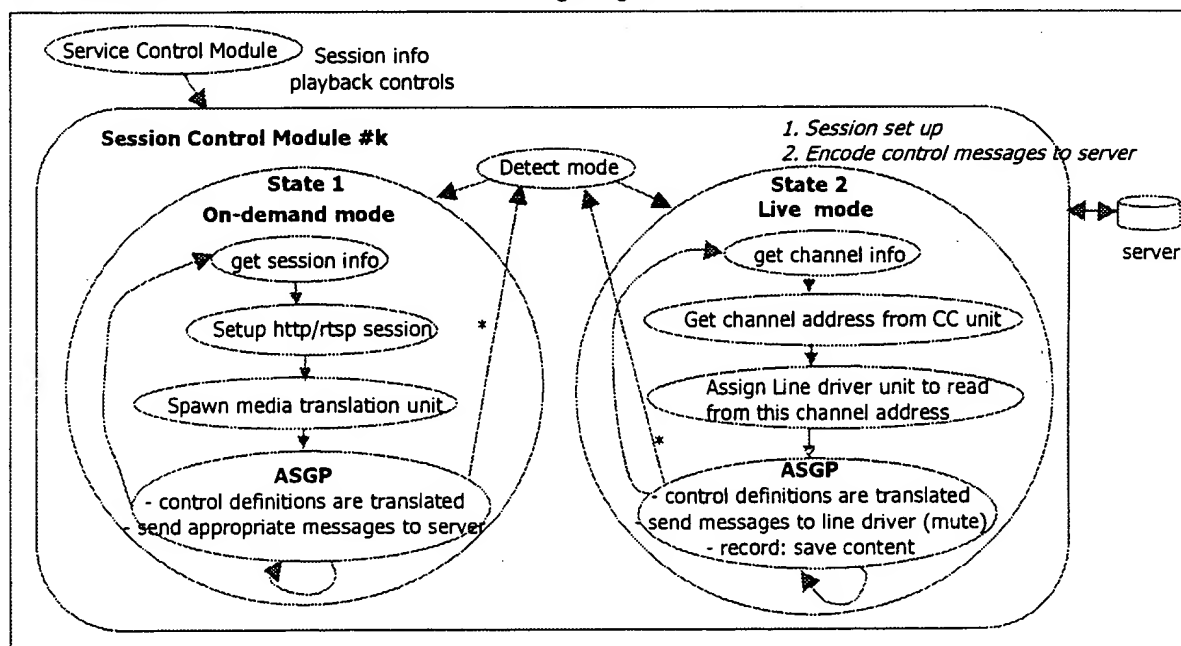 Service Control Module
Session info
playback controls
Session Control Module #k
1. Session set up
2. Encode control messages to server
Detect mode
State 1
On-demand mode
get session info
Setup http/rtsp session
*
Spawn media translation unit
ASGP
- control definitions are translated
- send appropriate messages to server
State 2
Live mode
get channel info
Get channel address from CC unit
Assign Line driver unit to read
from this channel address
*
ASGP
- control definitions are translated
- send messages to line driver (mute)
- record: save content
server